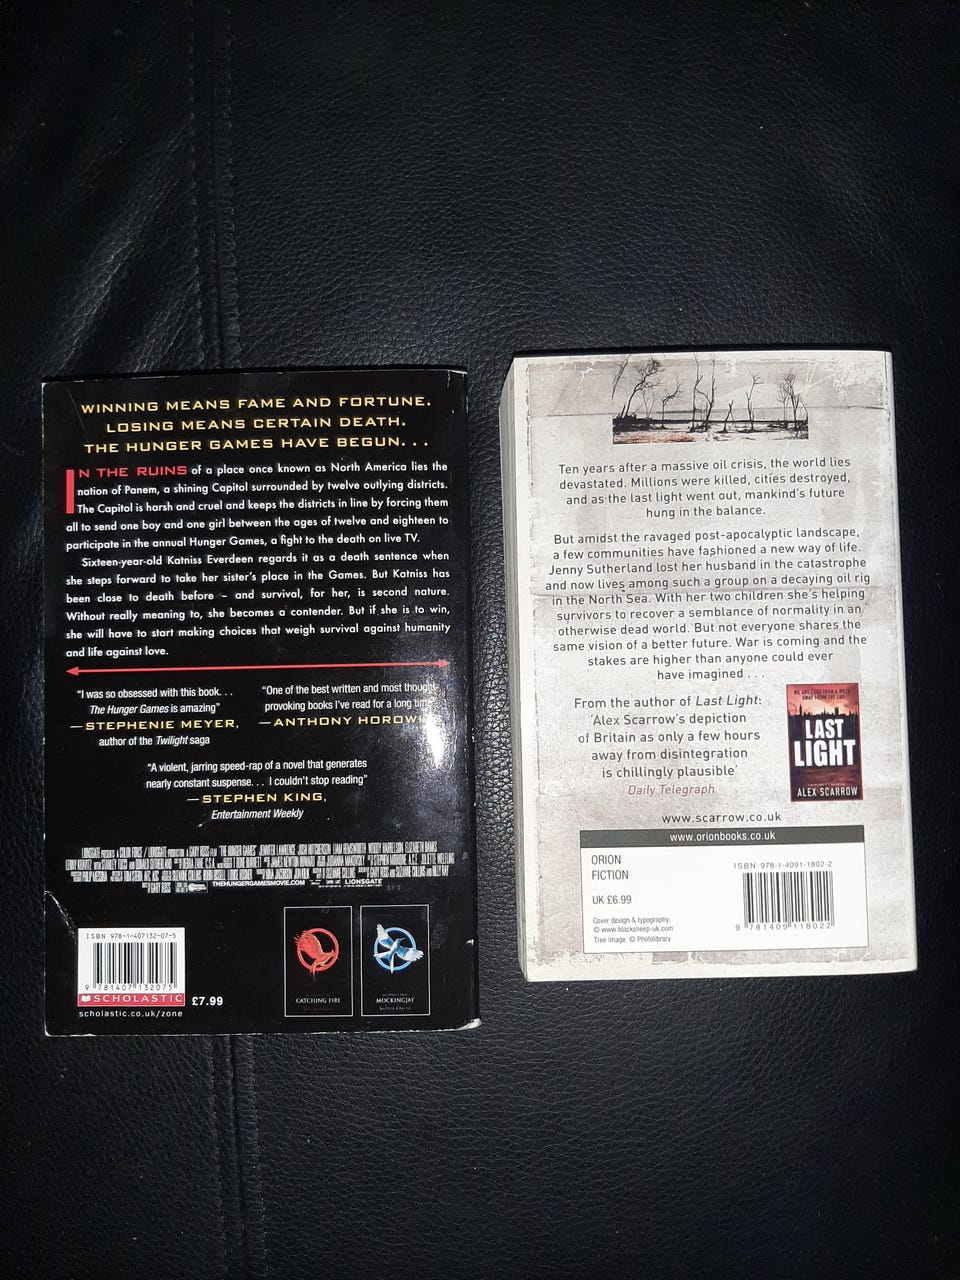 WINNING MEANS FAME AND FORTUNE.
LOSING MEANS CERTAIN DEATH.
THE HUNGER GAMES HAVE BEGUN. . .
IN THE RUINS of a place once known as North America lies the
nation of Panem, a shining Capitol surrounded by twelve outlying districts.
The Capitol is harsh and cruel and keeps the districts in line by forcing them
all to send one boy and one girl between the ages of twelve and eighteen to
participate in the annual Hunger Games, a fight to the death on live TV.
Sixteen-year-old Katniss Everdeen regards it as a death sentence when
she steps forward to take her sister's place in the Games. But Katniss has
been close to death before – and survival, for her, is second nature.
Without really meaning to, she becomes a contender. But if she is to win,
she will have to start making choices that weigh survival against humanity
and life against love.
"I was so obsessed with this book. . .
The Hunger Games is amazing"
—STEPHENIE MEYER,
author of the Twilight saga
"One of the best written and most thought
provoking books I've read for a long time"
—ANTHONY
"A violent, jarring speed-rap of a novel that generates
nearly constant suspense. . . I couldn't stop reading"
—STEPHEN KING,
Entertainment Weekly
THEHUNGERGAMESMOVIE.COM
LIONSGATE
ISBN 978-1-407132-07-5
9 781407 132075
SCHOLASTIC
£7.99
scholastic.co.uk/zone
CATCHING FIRE
MOCKINGJAY
Ten years after a massive oil crisis, the world lies
devastated. Millions were killed, cities destroyed,
and as the last light went out, mankind's future
hung in the balance.
But amidst the ravaged post-apocalyptic landscape,
a few communities have fashioned a new way of life.
Jenny Sutherland lost her husband in the catastrophe
and now lives among such a group on a decaying oil rig
in the North Sea. With her two children she's helping
survivors to recover a semblance of normality in an
otherwise dead world. But not everyone shares the
same vision of a better future. War is coming and the
stakes are higher than anyone could ever
have imagined . . .
From the author of Last Light:
'Alex Scarrow's depiction
of Britain as only a few hours
away from disintegration
is chillingly plausible'
Daily Telegraph
WE ARE LESS THAN A WEEK
AWAY FROM THE END
LAST
LIGHT
ALEX SCARROW
www.scarrow.co.uk
www.orionbooks.co.uk
ORION
FICTION
UK £6.99
Cover design & typography:
© www.blacksheep-uk.com
Tree image: © Photolibrary
ISBN 978-1-4091-1802-2
9 781409 118022